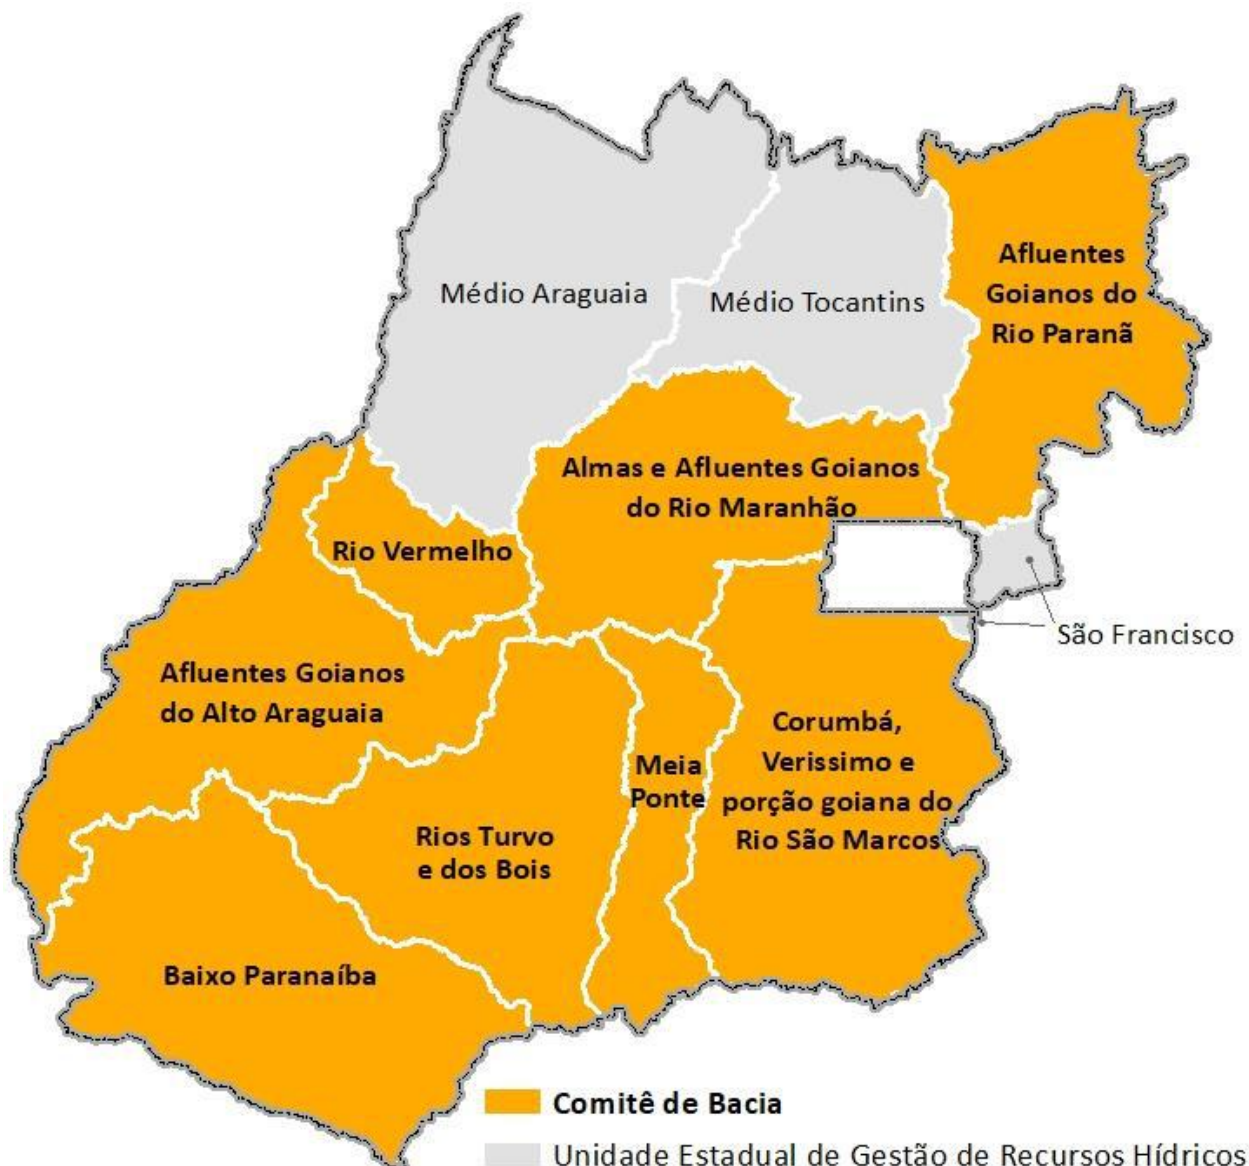 Afluentes
Goianos do
Rio Paranã
Médio Araguaia
Médio Tocantins
Almas e Afluentes Goianos
do Rio Maranhão
Rio Vermelho
São Francisco
Afluentes Goianos
do Alto Araguaia
Corumbá,
Verissimo e
porção goiana do
Rio São Marcos
Meia
Ponte
Rios Turvo
e dos Bois
Baixo Paranaíba
Comitê de Bacia
Unidade Estadual de Gestão de Recursos Hídricos